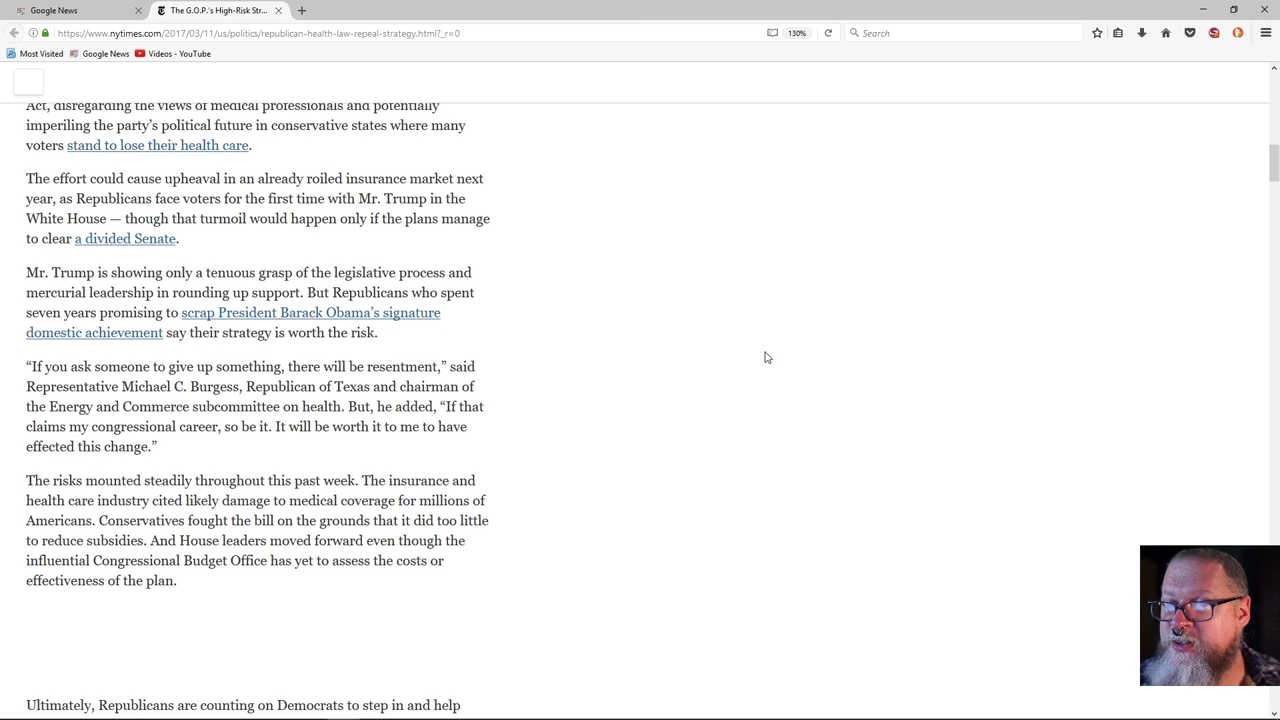 Google News
The G.O.P.'s High-Risk Str...
https://www.nytimes.com/2017/03/11/us/politics/republican-health-law-repeal-strategy.html?_r=0
130%
Search
Most Visited
Google News
Videos - YouTube
Act, disregarding the views of medical professionals and potentially
imperiling the party’s political future in conservative states where many
voters stand to lose their health care.
The effort could cause upheaval in an already roiled insurance market next
year, as Republicans face voters for the first time with Mr. Trump in the
White House — though that turmoil would happen only if the plans manage
to clear a divided Senate.
Mr. Trump is showing only a tenuous grasp of the legislative process and
mercurial leadership in rounding up support. But Republicans who spent
seven years promising to scrap President Barack Obama’s signature
domestic achievement say their strategy is worth the risk.
“If you ask someone to give up something, there will be resentment,” said
Representative Michael C. Burgess, Republican of Texas and chairman of
the Energy and Commerce subcommittee on health. But, he added, “If that
claims my congressional career, so be it. It will be worth it to me to have
effected this change.”
The risks mounted steadily throughout this past week. The insurance and
health care industry cited likely damage to medical coverage for millions of
Americans. Conservatives fought the bill on the grounds that it did too little
to reduce subsidies. And House leaders moved forward even though the
influential Congressional Budget Office has yet to assess the costs or
effectiveness of the plan.
Ultimately, Republicans are counting on Democrats to step in and help